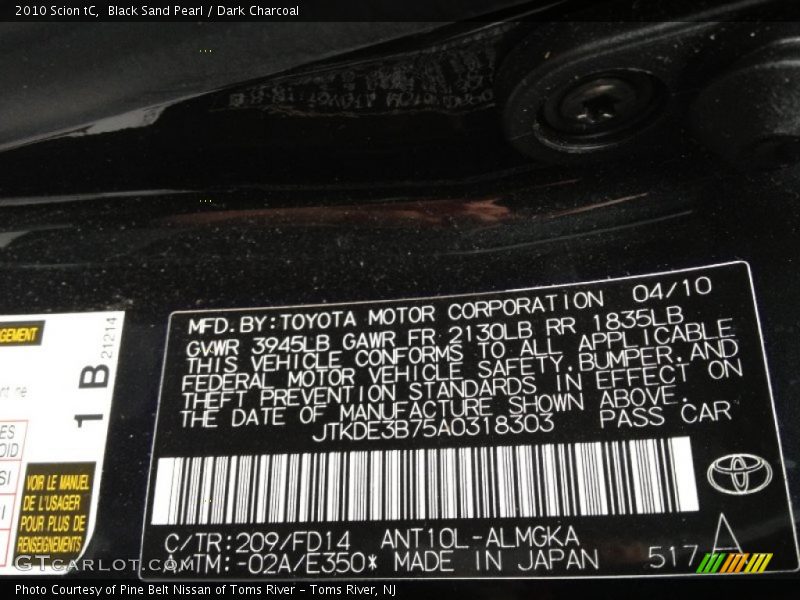 2010 Scion tC,  Black Sand Pearl / Dark Charcoal
MFD. BY: TOYOTA MOTOR CORPORATION 04/10
GVWR 3945LB GAWR FR 2130LB RR 1835LB
THIS VEHICLE CONFORMS TO ALL APPLICABLE
FEDERAL MOTOR VEHICLE SAFETY, BUMPER, AND
THEFT PREVENTION STANDARDS IN EFFECT ON
THE DATE OF MANUFACTURE SHOWN ABOVE.
JTKDE3B75A0318303 PASS CAR
C/TR: 209/FD14 ANT10L-ALMGKA A
A/TM: -02A/E350* MADE IN JAPAN 517
GEMENT
1 B 21214
VOIR LE MANUEL
DE L'USAGER
POUR PLUS DE
RENSEIGNEMENTS
GTCARLOT.COM
Photo Courtesy of Pine Belt Nissan of Toms River - Toms River, NJ